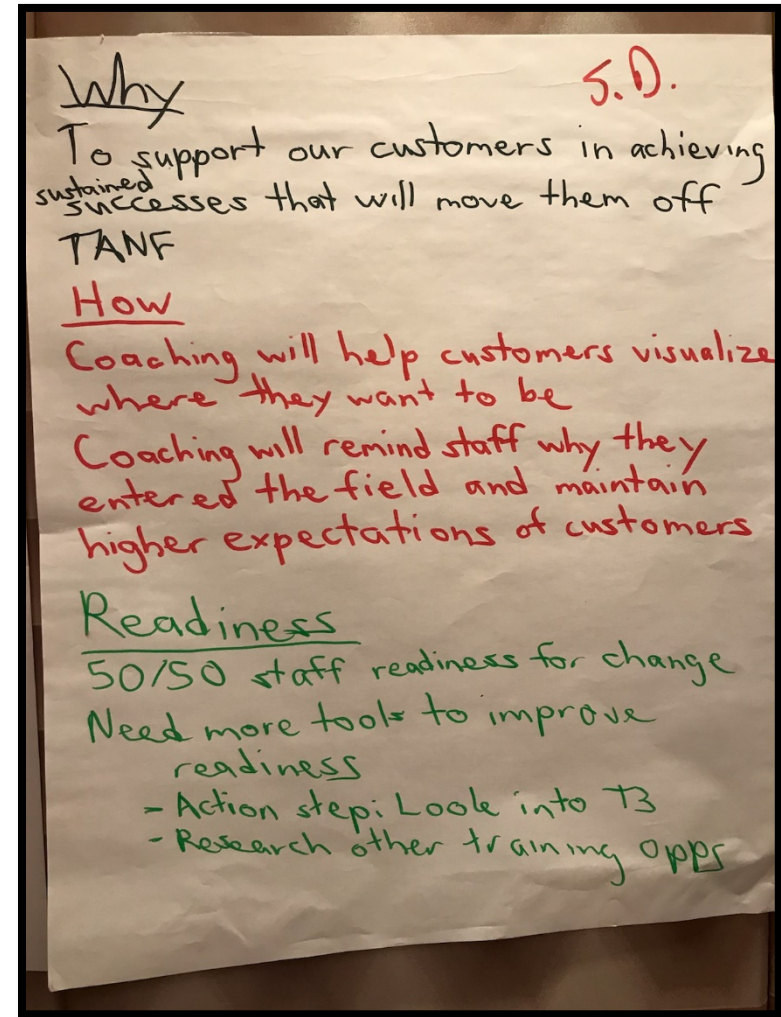 Why
S.D.
To support our customers in achieving
sustained
successes that will move them off
TANF
How
Coaching will help customers visualize
where they want to be
Coaching will remind staff why they
entered the field and maintain
higher expectations of customers
Readiness
50/50 staff readiness for change
Need more tools to improve
readiness
- Action step: Look into T3
- Research other training opps